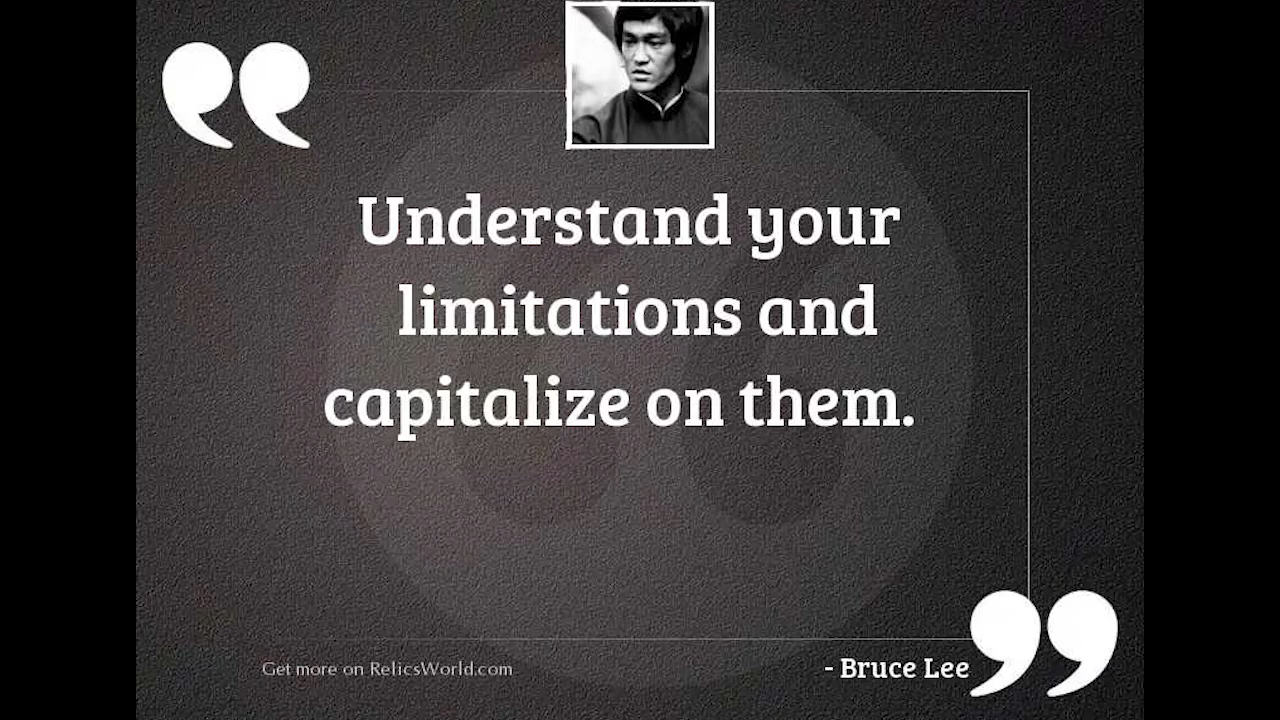 Understand your
limitations and
capitalize on them.
Get more on RelicsWorld.com
- Bruce Lee